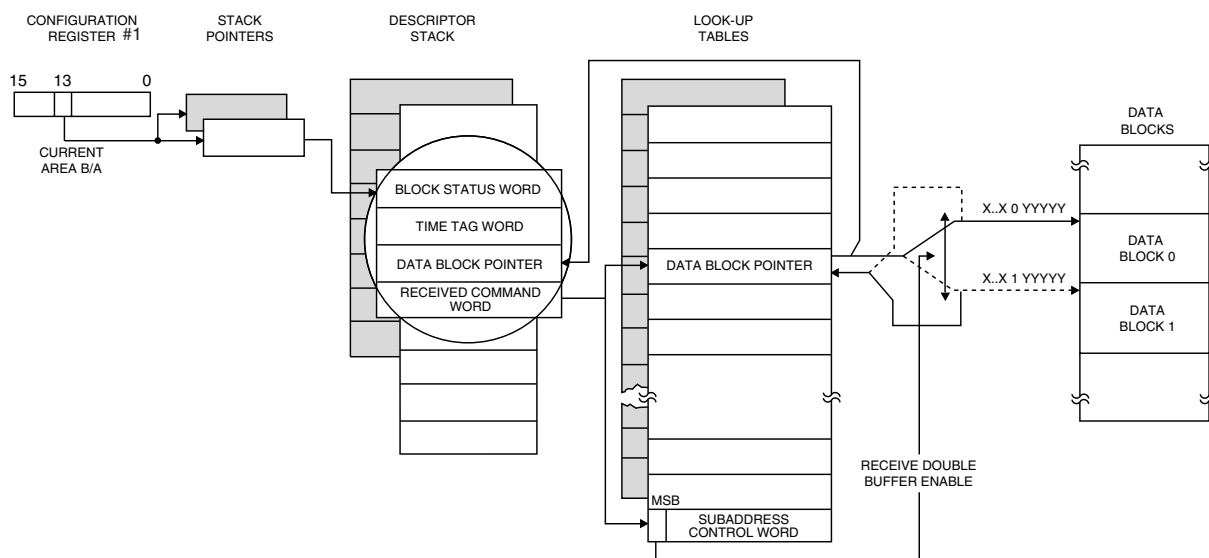 CONFIGURATION
REGISTER #1
STACK
POINTERS
DESCRIPTOR
STACK
LOOK-UP
TABLES
15 13 0
CURRENT
AREA B/A
BLOCK STATUS WORD
TIME TAG WORD
DATA BLOCK POINTER
RECEIVED COMMAND
WORD
DATA BLOCK POINTER
MSB
SUBADDRESS
CONTROL WORD
RECEIVE DOUBLE
BUFFER ENABLE
X..X 0 YYYYY
X..X 1 YYYYY
DATA
BLOCKS
DATA
BLOCK 0
DATA
BLOCK 1